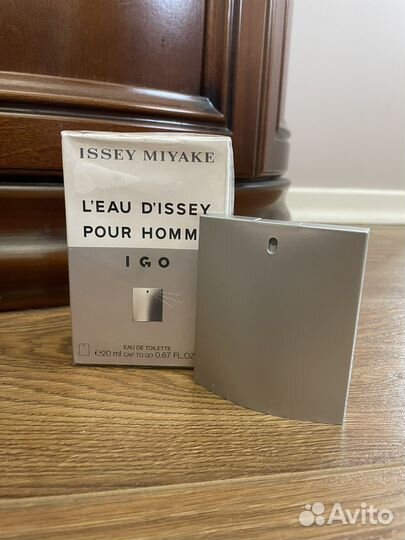 ISSEY MIYAKE
L'EAU D'ISSEY
POUR HOMM
IGO
EAU DE TOILETTE
℮20 ml CAP TO GO 0.67 FL.OZ
Avito